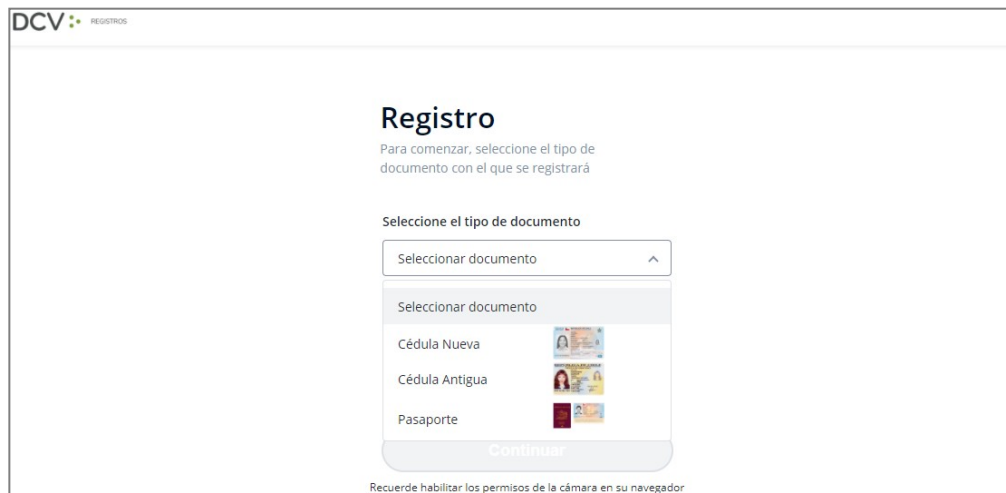 DCV REGISTROS
Registro
Para comenzar, seleccione el tipo de
documento con el que se registrará
Seleccione el tipo de documento
Seleccionar documento
Seleccionar documento
Cédula Nueva
Cédula Antigua
Pasaporte
Continuar
Recuerde habilitar los permisos de la cámara en su navegador